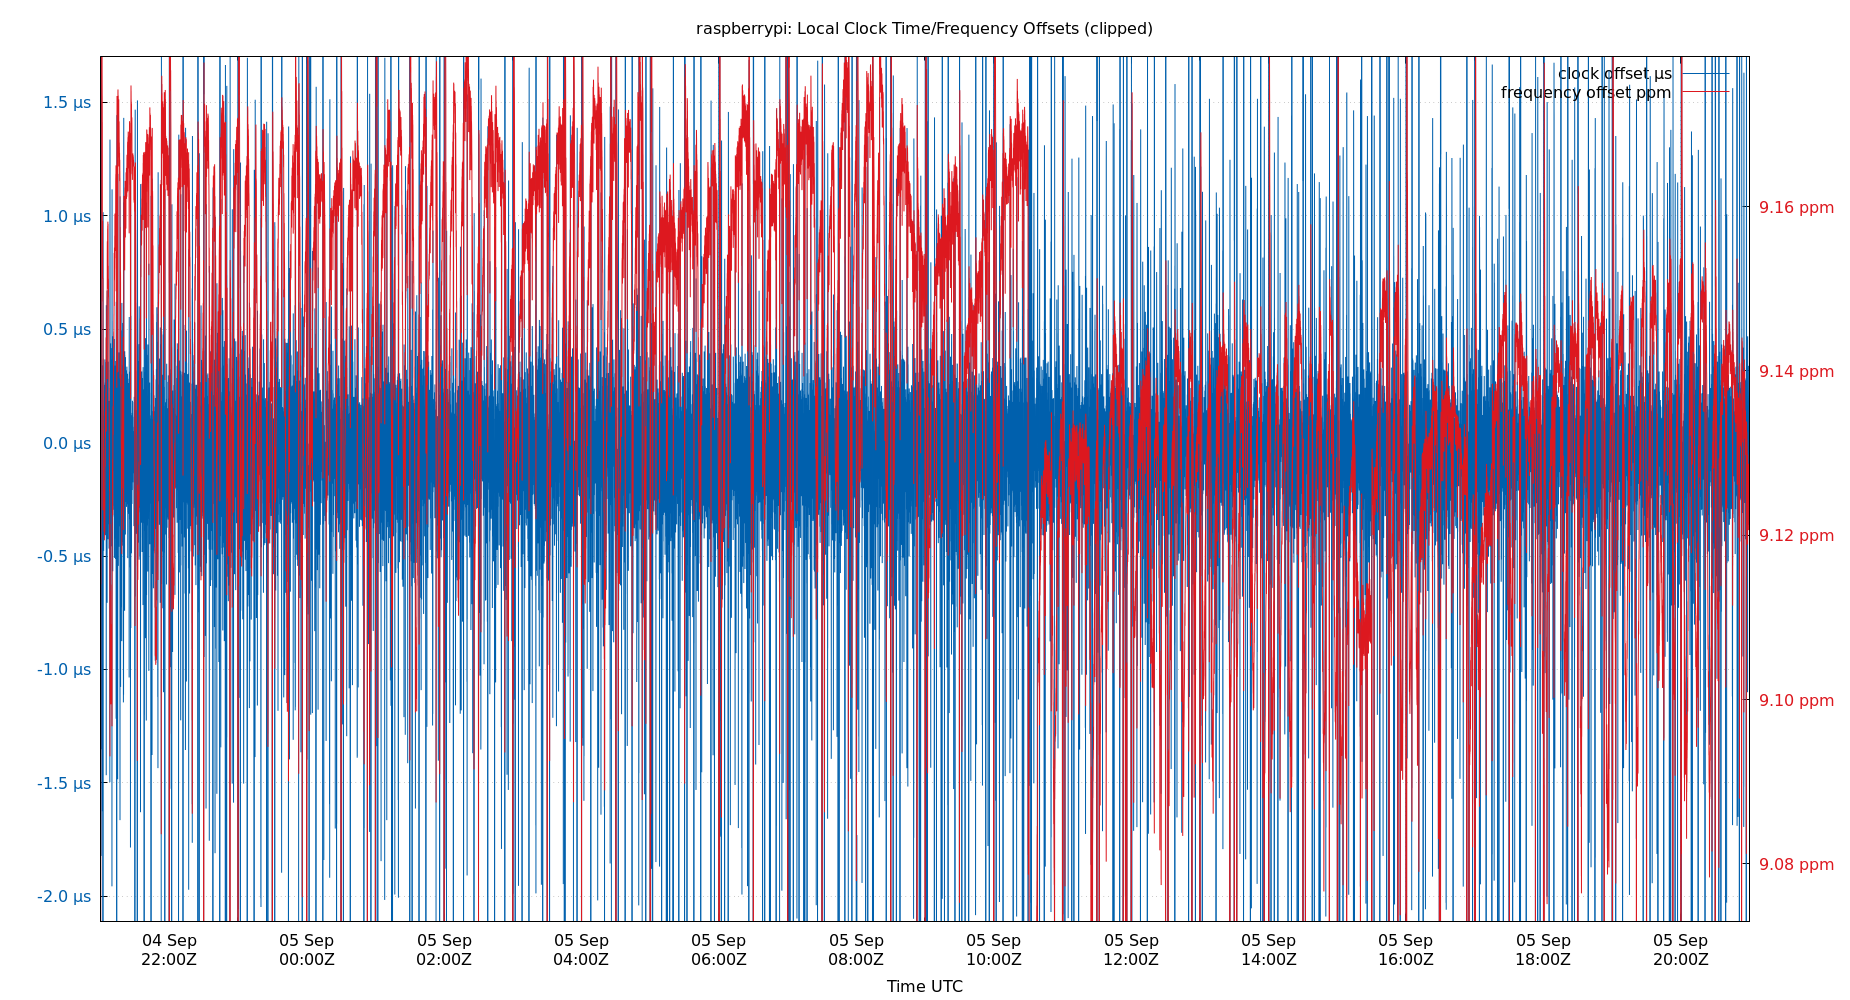 raspberrypi: Local Clock Time/Frequency Offsets (clipped)
clock offset µs
frequency offset ppm
1.5 µs
1.0 µs
0.5 µs
0.0 µs
-0.5 µs
-1.0 µs
-1.5 µs
-2.0 µs
9.16 ppm
9.14 ppm
9.12 ppm
9.10 ppm
9.08 ppm
04 Sep 05 Sep 05 Sep 05 Sep 05 Sep 05 Sep 05 Sep 05 Sep 05 Sep 05 Sep 05 Sep 05 Sep
22:00Z 00:00Z 02:00Z 04:00Z 06:00Z 08:00Z 10:00Z 12:00Z 14:00Z 16:00Z 18:00Z 20:00Z
Time UTC